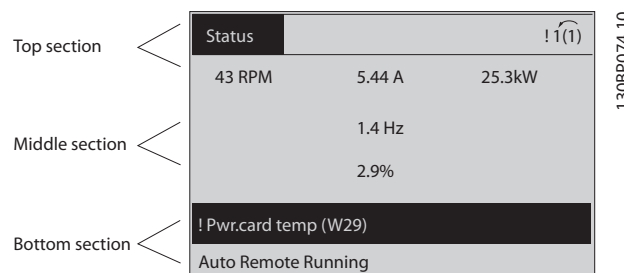 Top section
Status
! 1(1)
43 RPM 5.44 A 25.3kW
Middle section
1.4 Hz
2.9%
Bottom section
! Pwr.card temp (W29)
Auto Remote Running
130BP074.10